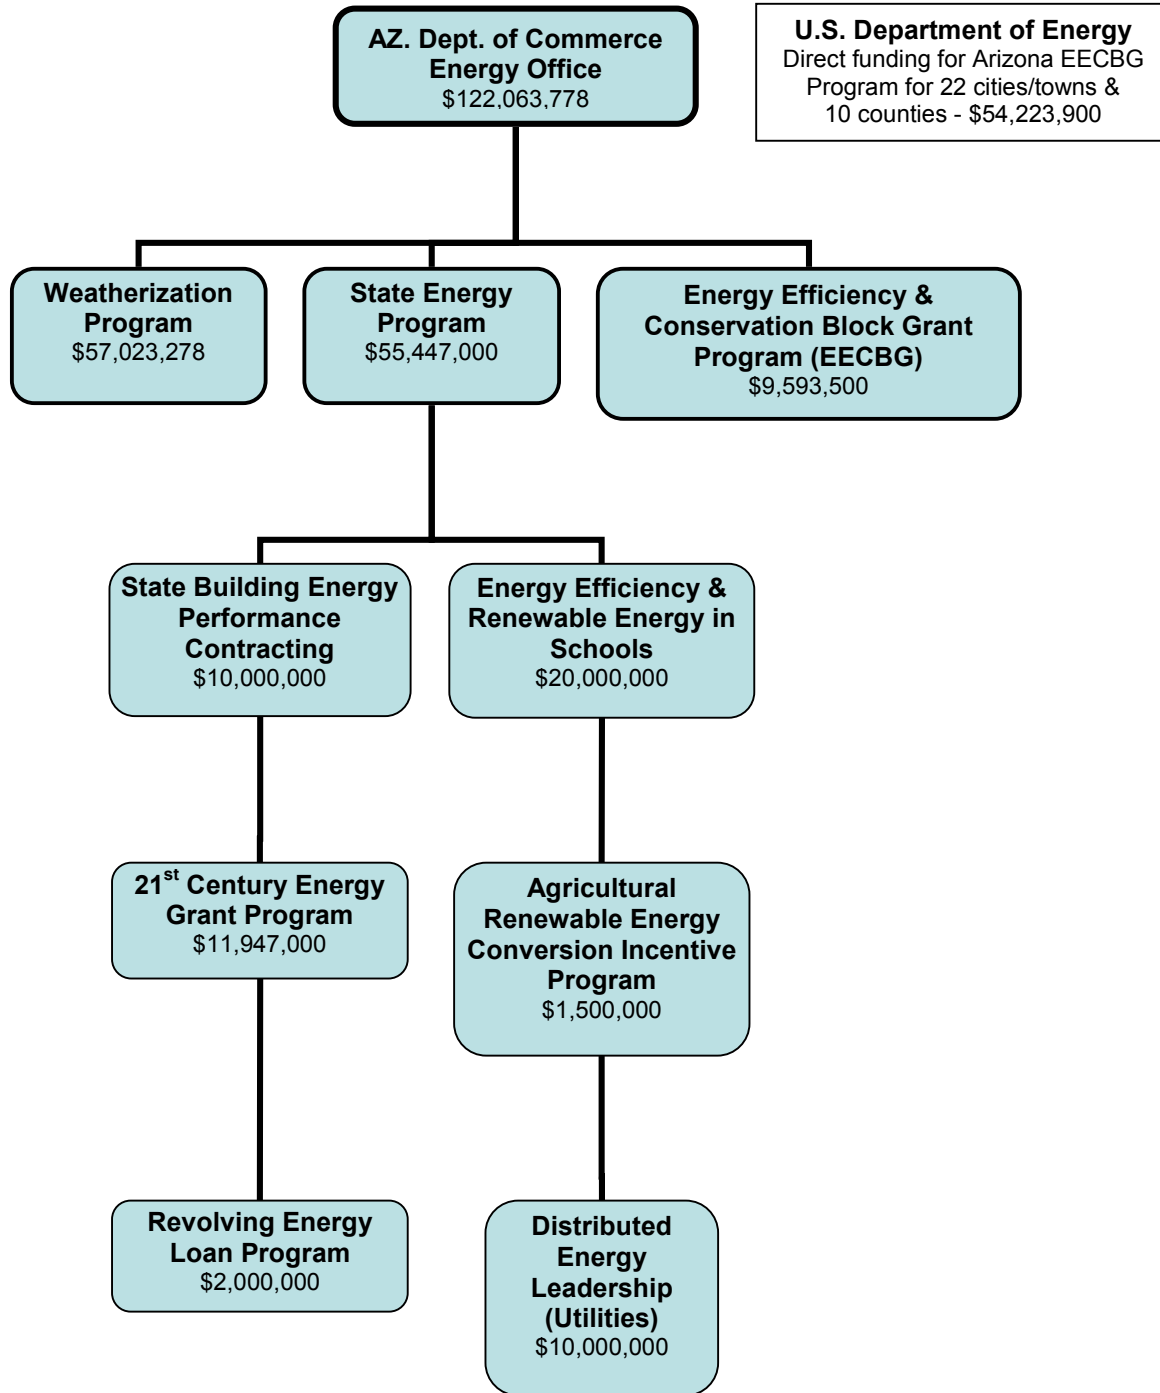 AZ. Dept. of Commerce
Energy Office
$122,063,778
U.S. Department of Energy
Direct funding for Arizona EECBG
Program for 22 cities/towns &
10 counties - $54,223,900
Weatherization
Program
$57,023,278
State Energy
Program
$55,447,000
Energy Efficiency &
Conservation Block Grant
Program (EECBG)
$9,593,500
State Building Energy
Performance
Contracting
$10,000,000
Energy Efficiency &
Renewable Energy in
Schools
$20,000,000
21st Century Energy
Grant Program
$11,947,000
Agricultural
Renewable Energy
Conversion Incentive
Program
$1,500,000
Revolving Energy
Loan Program
$2,000,000
Distributed
Energy
Leadership
(Utilities)
$10,000,000